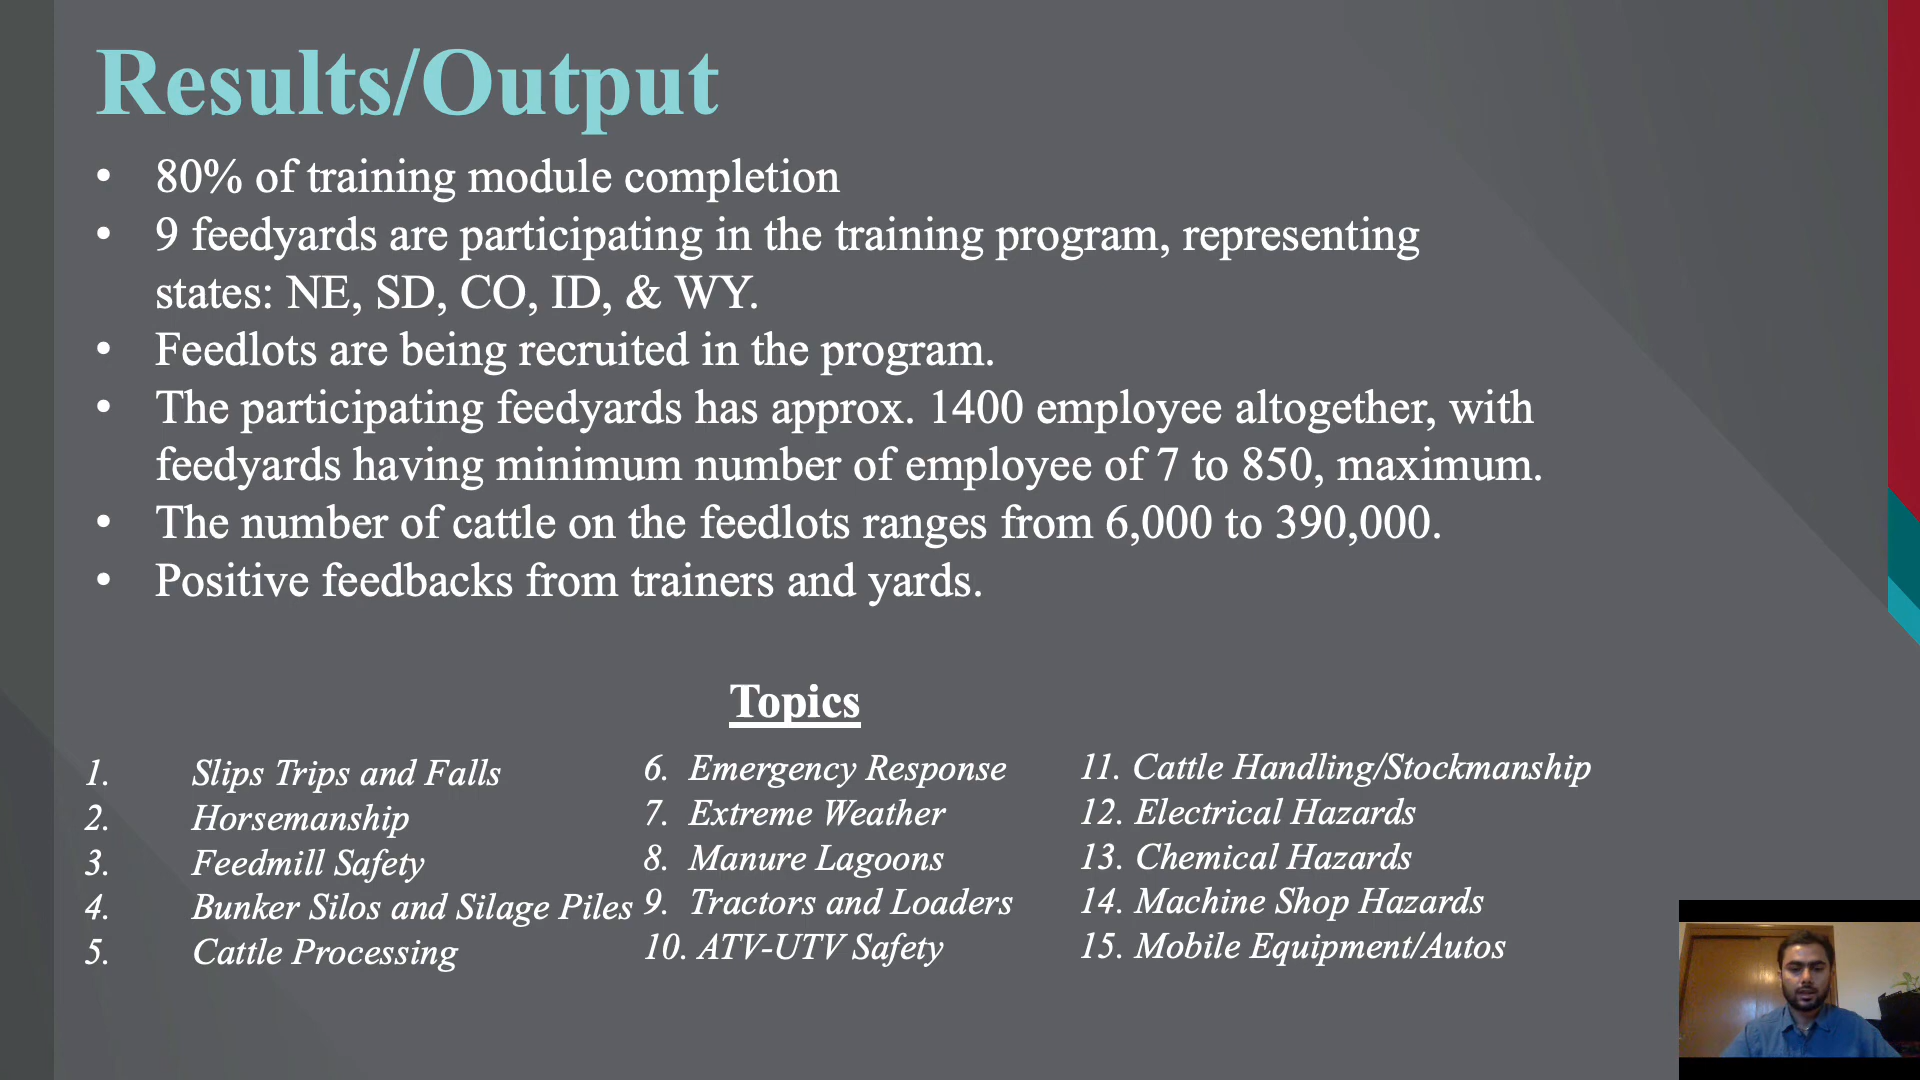 Results/Output
• 80% of training module completion
• 9 feedyards are participating in the training program, representing
states: NE, SD, CO, ID, & WY.
• Feedlots are being recruited in the program.
• The participating feedyards has approx. 1400 employee altogether, with
feedyards having minimum number of employee of 7 to 850, maximum.
• The number of cattle on the feedlots ranges from 6,000 to 390,000.
• Positive feedbacks from trainers and yards.
Topics
1. Slips Trips and Falls
2. Horsemanship
3. Feedmill Safety
4. Bunker Silos and Silage Piles
5. Cattle Processing
6. Emergency Response
7. Extreme Weather
8. Manure Lagoons
9. Tractors and Loaders
10. ATV-UTV Safety
11. Cattle Handling/Stockmanship
12. Electrical Hazards
13. Chemical Hazards
14. Machine Shop Hazards
15. Mobile Equipment/Autos